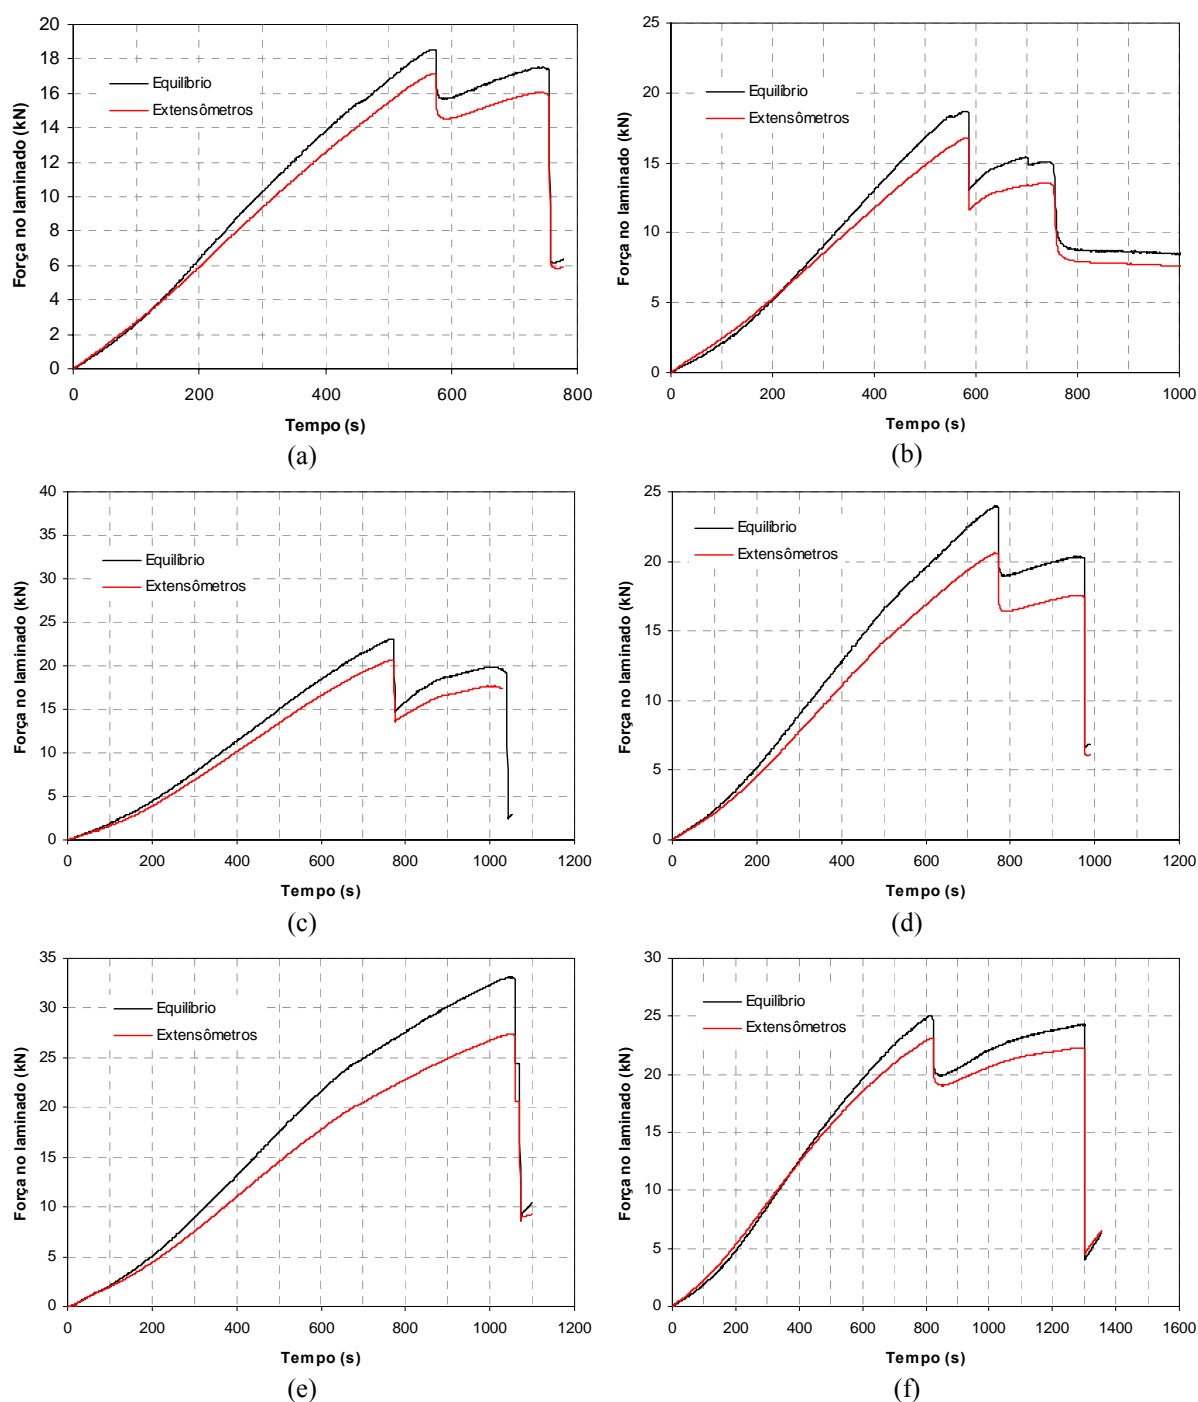 20
18
16
14
12
10
8
6
4
2
0
Força no laminado (kN)
Equilíbrio
Extensômetros
0 200 400 600 800
Tempo (s)
(a)
25
20
15
10
5
0
Força no laminado (kN)
Equilíbrio
Extensômetros
0 200 400 600 800 1000
Tempo (s)
(b)
40
35
30
25
20
15
10
5
0
Força no laminado (kN)
Equilíbrio
Extensômetros
0 200 400 600 800 1000 1200
Tempo (s)
(c)
25
20
15
10
5
0
Força no laminado (kN)
Equilíbrio
Extensômetros
0 200 400 600 800 1000 1200
Tempo (s)
(d)
35
30
25
20
15
10
5
0
Força no laminado (kN)
Equilíbrio
Extensômetros
0 200 400 600 800 1000 1200
Tempo (s)
(e)
30
25
20
15
10
5
0
Força no laminado (kN)
Equilíbrio
Extensômetros
0 200 400 600 800 1000 1200 1400 1600
Tempo (s)
(f)